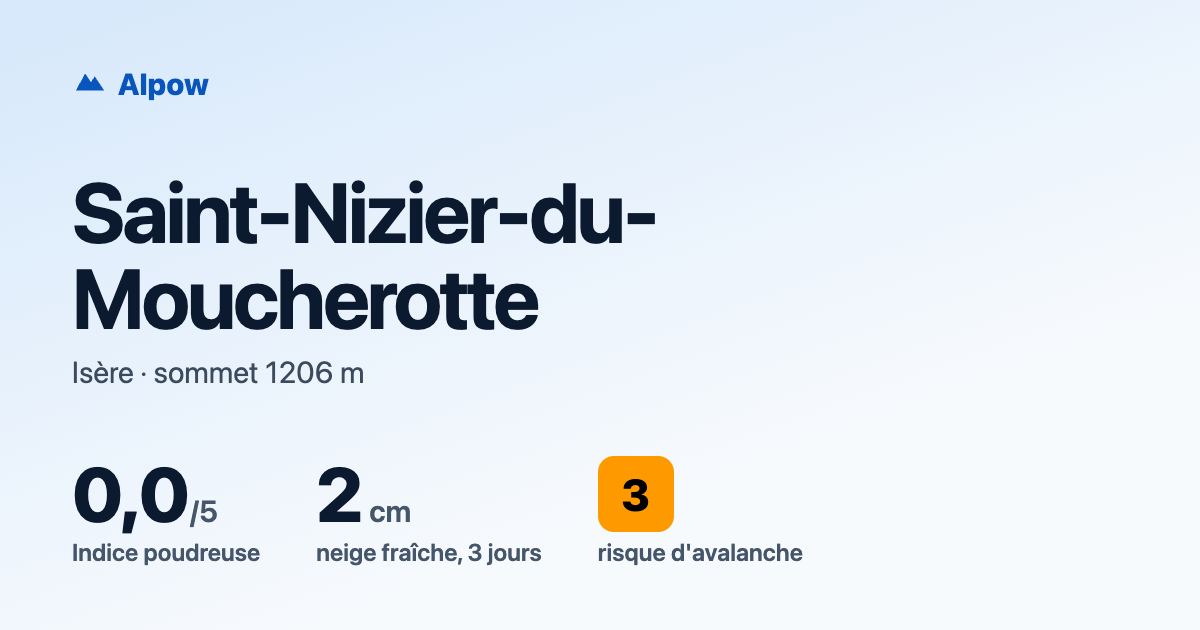 Alpow
Saint-Nizier-du-
Moucherotte
Isère · sommet 1206 m
0,0/5
Indice poudreuse
2 cm
neige fraîche, 3 jours
3
risque d'avalanche